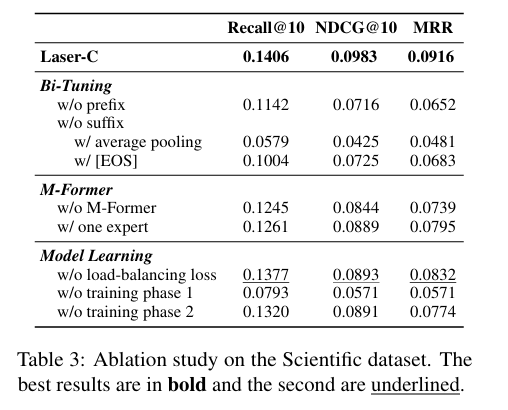 Recall@10 NDCG@10 MRR
Laser-C 0.1406 0.0983 0.0916
Bi-Tuning
w/o prefix 0.1142 0.0716 0.0652
w/o suffix
w/ average pooling 0.0579 0.0425 0.0481
w/ [EOS] 0.1004 0.0725 0.0683
M-Former
w/o M-Former 0.1245 0.0844 0.0739
w/ one expert 0.1261 0.0889 0.0795
Model Learning
w/o load-balancing loss 0.1377 0.0893 0.0832
w/o training phase 1 0.0793 0.0571 0.0571
w/o training phase 2 0.1320 0.0891 0.0774
Table 3: Ablation study on the Scientific dataset. The
best results are in bold and the second are underlined.